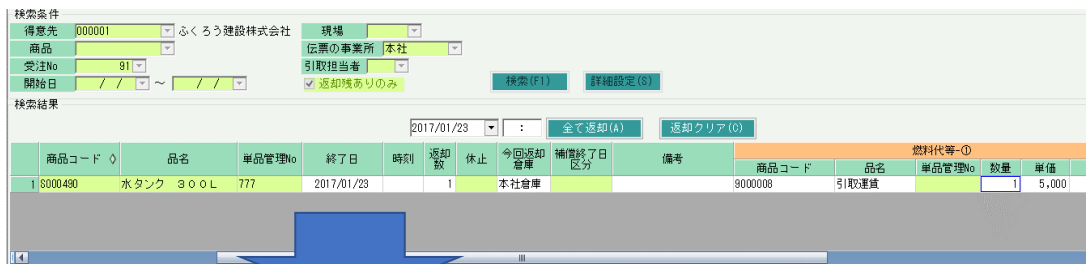 検索条件
得意先 000001 ふくろう建設株式会社 現場
商品 伝票の事業所 本社
受注No 91 引取担当者
開始日 / / ～ / / 返却残ありのみ 検索(F1) 詳細設定(S)
検索結果
2017/01/23 : 全て返却(A) 返却クリア(C)
商品コード ◇ 品名 単品管理No 終了日 時刻 返却数 休止 今回返却倉庫 補償終了日区分 備考 燃料代等-①
商品コード 品名 単品管理No 数量 単価
1 S000490 水タンク ３００Ｌ 777 2017/01/23 1 本社倉庫 9000008 引取運賃 1 5,000